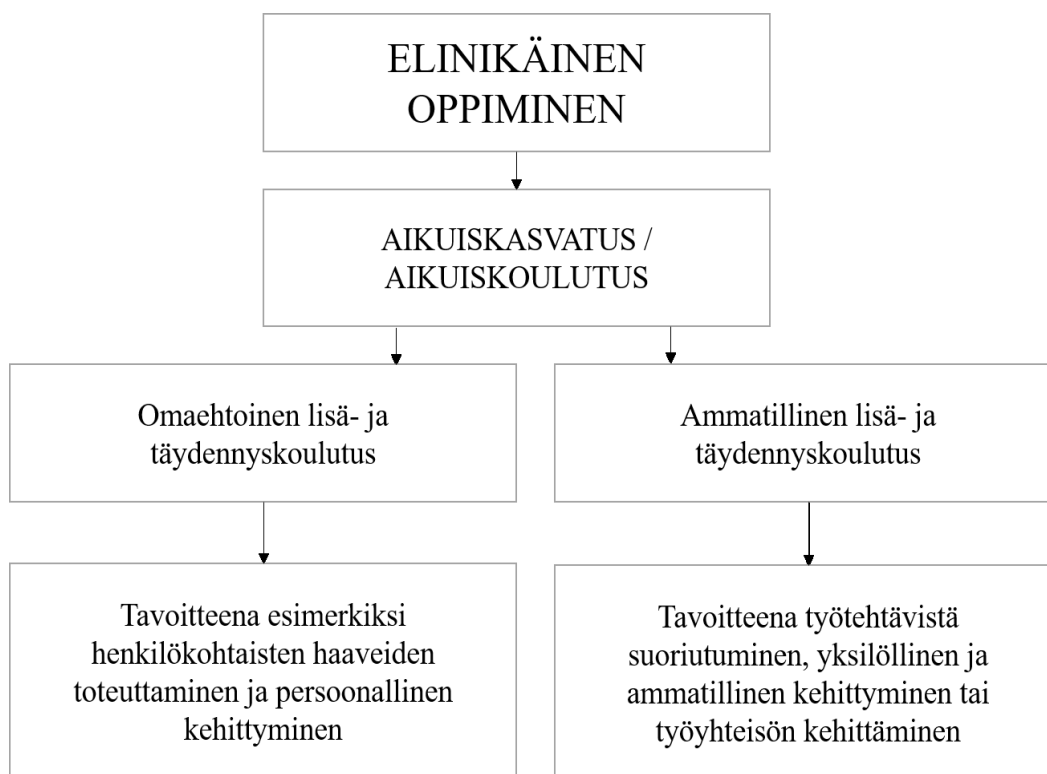 ELINIKÄINEN
OPPIMINEN
AIKUISKASVATUS /
AIKUISKOULUTUS
Omaehtoinen lisä- ja
täydennyskoulutus
Ammatillinen lisä- ja
täydennyskoulutus
Tavoitteena esimerkiksi
henkilökohtaisten haaveiden
toteuttaminen ja persoonallinen
kehittyminen
Tavoitteena työtehtävistä
suoriutuminen, yksilöllinen ja
ammatillinen kehittyminen tai
työyhteisön kehittäminen